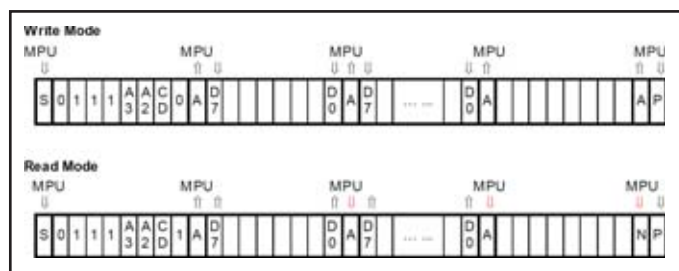 Write Mode
MPU MPU MPU MPU MPU
S 0 1 1 1 A3 A2 CD 0 A D7 D0 A D7 ... ... D0 A A P
Read Mode
MPU MPU MPU MPU MPU
S 0 1 1 1 A3 A2 CD 1 A D7 D0 A D7 ... ... D0 A N P